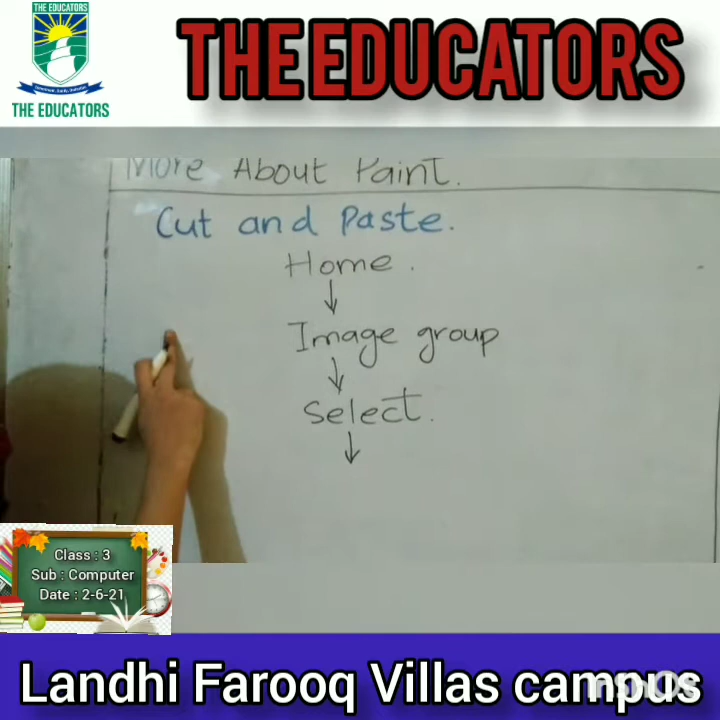 THE EDUCATORS
THE EDUCATORS
THE EDUCATORS
More About Paint.
Cut and Paste.
Home.
↓
Image group
↓
Select.
↓
Class : 3
Sub : Computer
Date : 2-6-21
Landhi Farooq Villas campus
InShOt